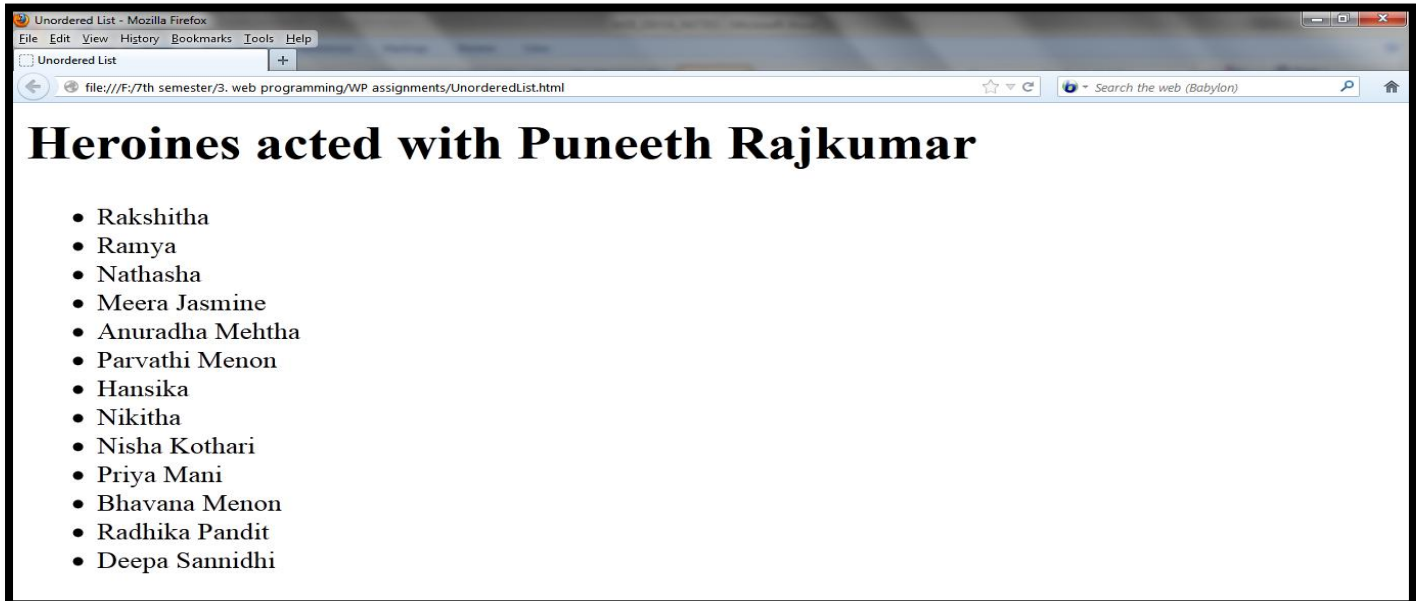 Unordered List - Mozilla Firefox
File Edit View History Bookmarks Tools Help
Unordered List
file:///F:/7th semester/3. web programming/WP assignments/UnorderedList.html
Search the web (Babylon)
Heroines acted with Puneeth Rajkumar
• Rakshitha
• Ramya
• Nathasha
• Meera Jasmine
• Anuradha Mehtha
• Parvathi Menon
• Hansika
• Nikitha
• Nisha Kothari
• Priya Mani
• Bhavana Menon
• Radhika Pandit
• Deepa Sannidhi